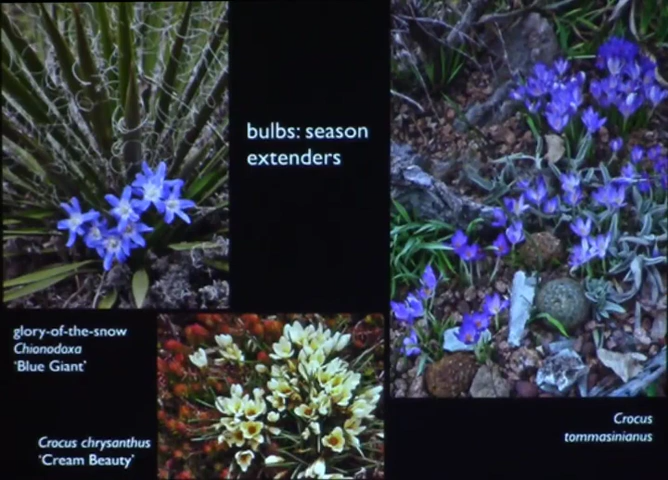 bulbs: season
extenders
glory-of-the-snow
Chionodoxa
'Blue Giant'
Crocus chrysanthus
'Cream Beauty'
Crocus
tommasinianus